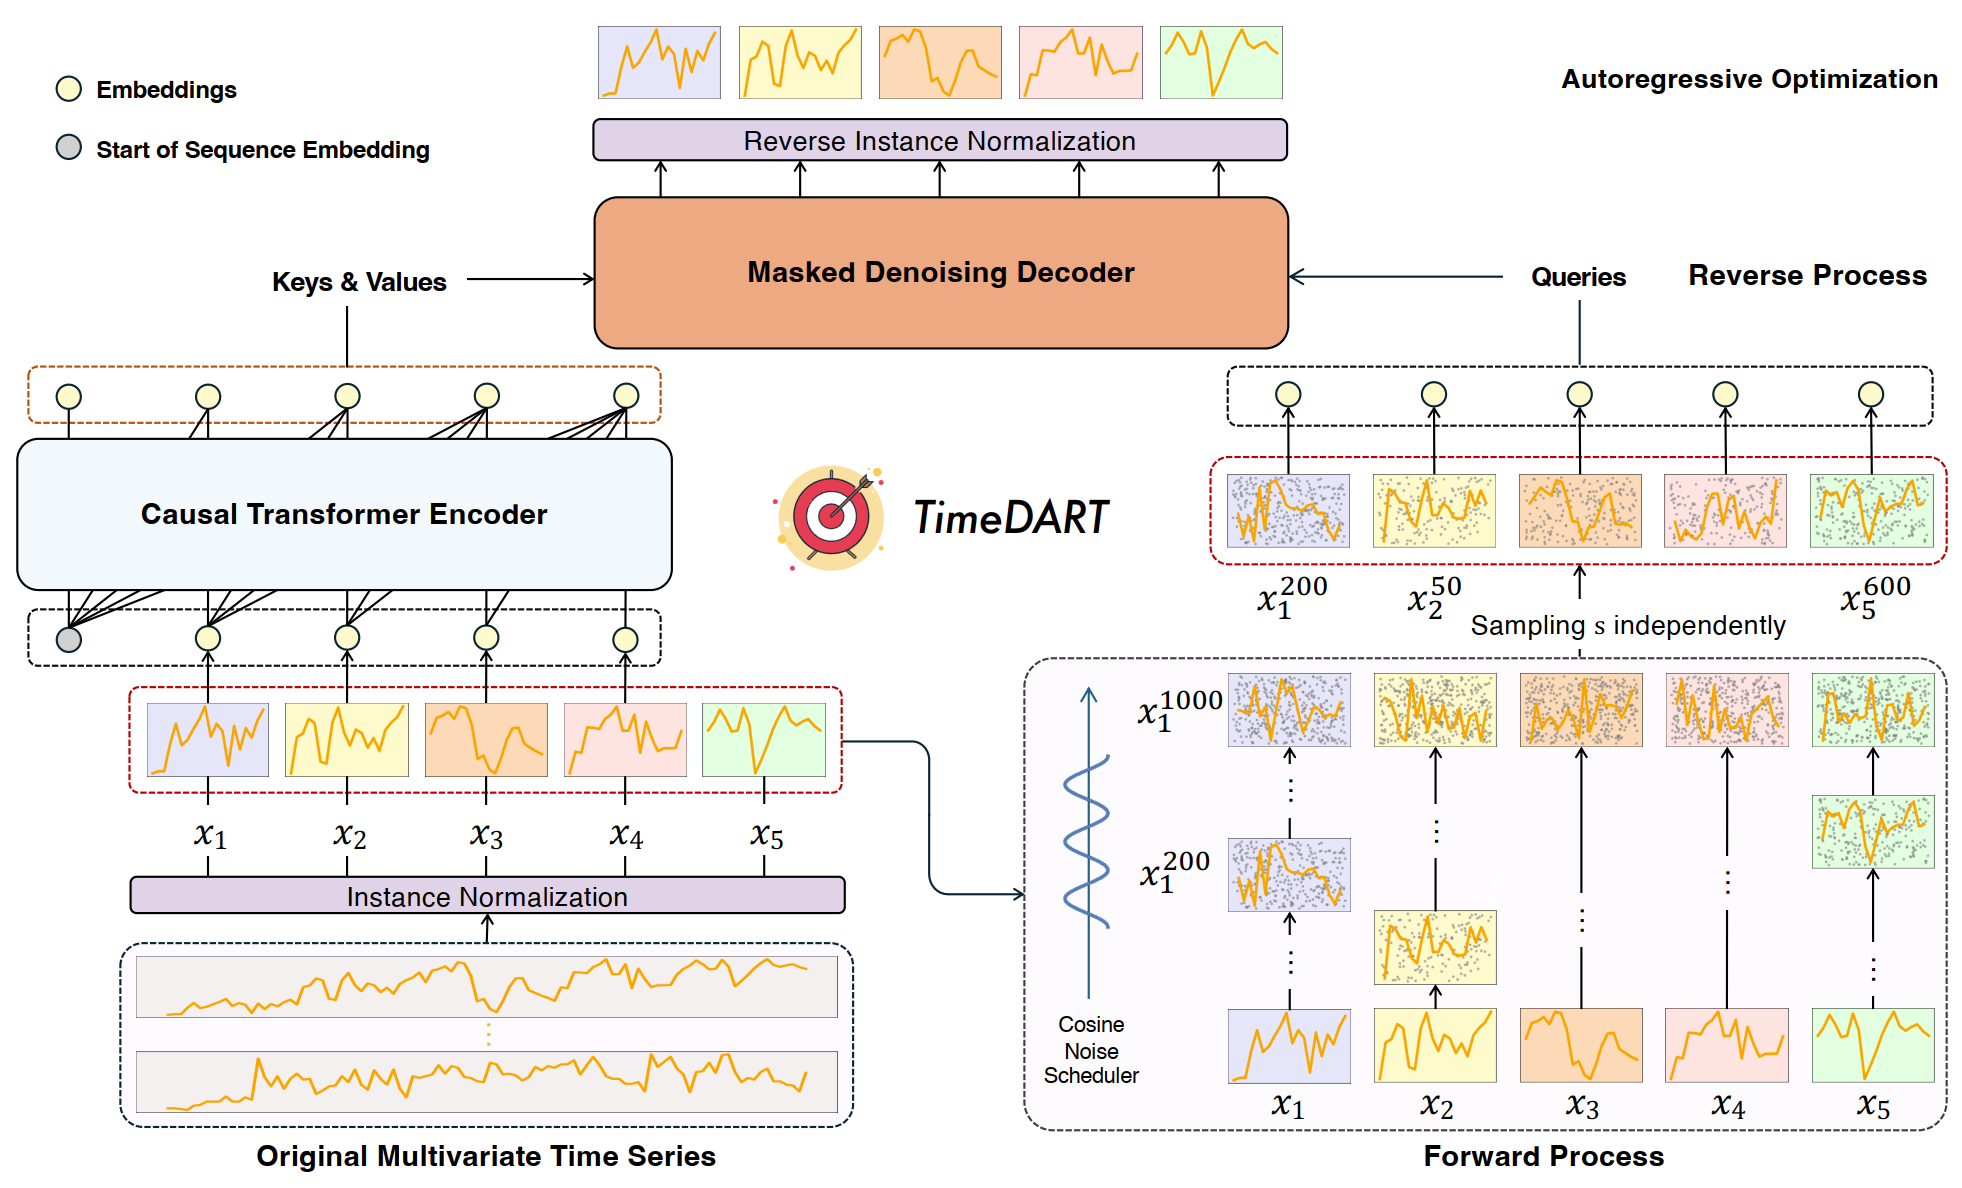 Embeddings
Start of Sequence Embedding
Autoregressive Optimization
Reverse Instance Normalization
Masked Denoising Decoder
Keys & Values
Queries
Reverse Process
Causal Transformer Encoder
TimeDART
x_1^{200}
x_2^{50}
x_5^{600}
Sampling s independently
x_1
x_2
x_3
x_4
x_5
Instance Normalization
Original Multivariate Time Series
x_1^{1000}
x_1^{200}
Cosine
Noise
Scheduler
x_1
x_2
x_3
x_4
x_5
Forward Process